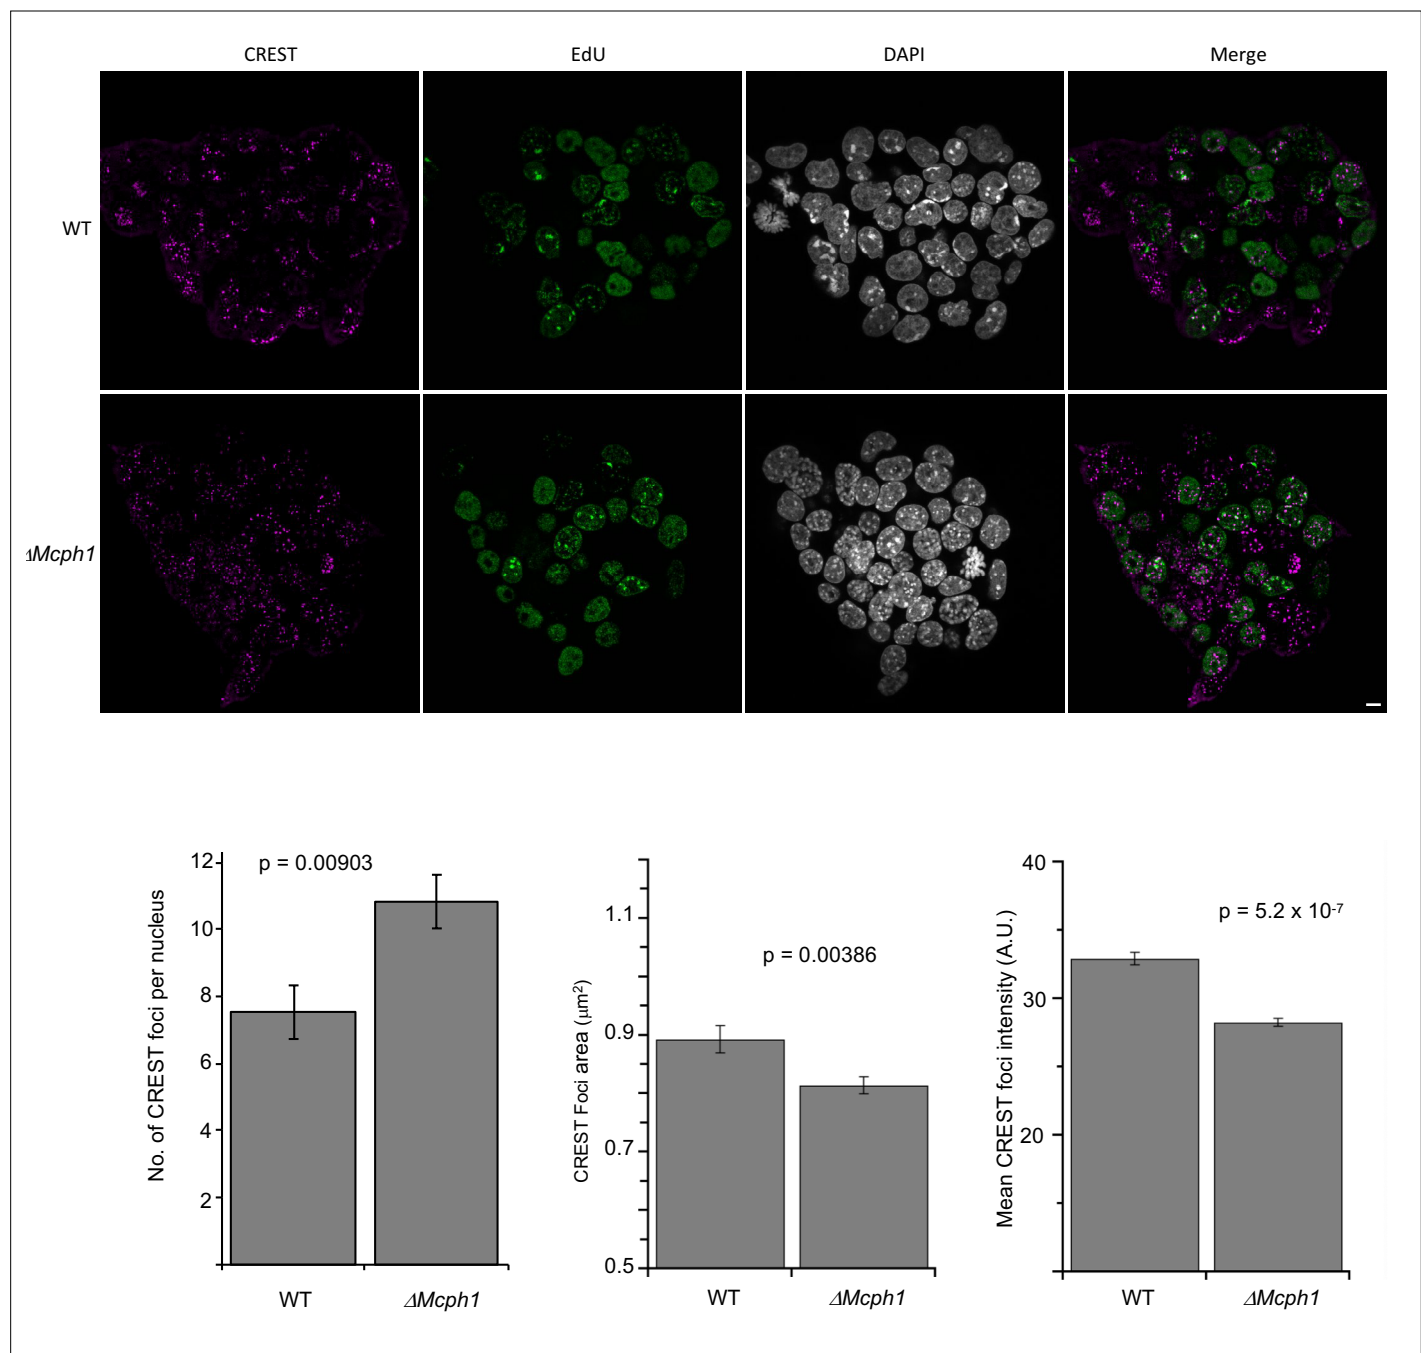 CREST EdU DAPI Merge
WT
ΔMcph1
p = 0.00903
No. of CREST foci per nucleus
12
10
8
6
4
2
WT ΔMcph1
p = 0.00386
CREST Foci area (μm²)
1.1
0.9
0.7
0.5
WT ΔMcph1
p = 5.2 x 10⁻⁷
Mean CREST foci intensity (A.U.)
40
30
20
WT ΔMcph1